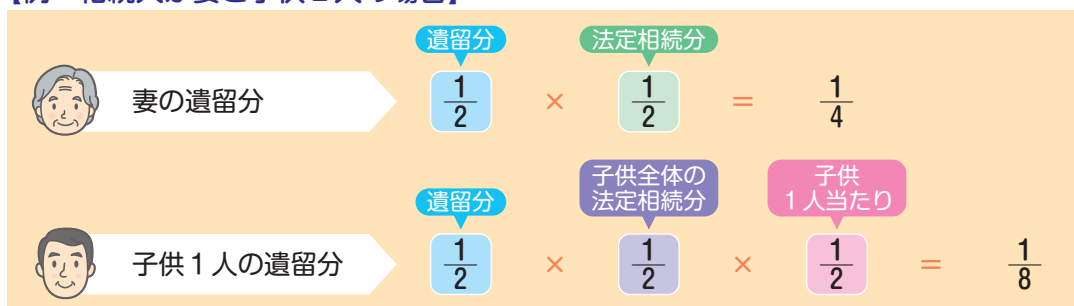 遺留分 法定相続分
妻の遺留分 1/2 × 1/2 = 1/4
遺留分 子供全体の法定相続分 子供1人当たり
子供1人の遺留分 1/2 × 1/2 × 1/2 = 1/8